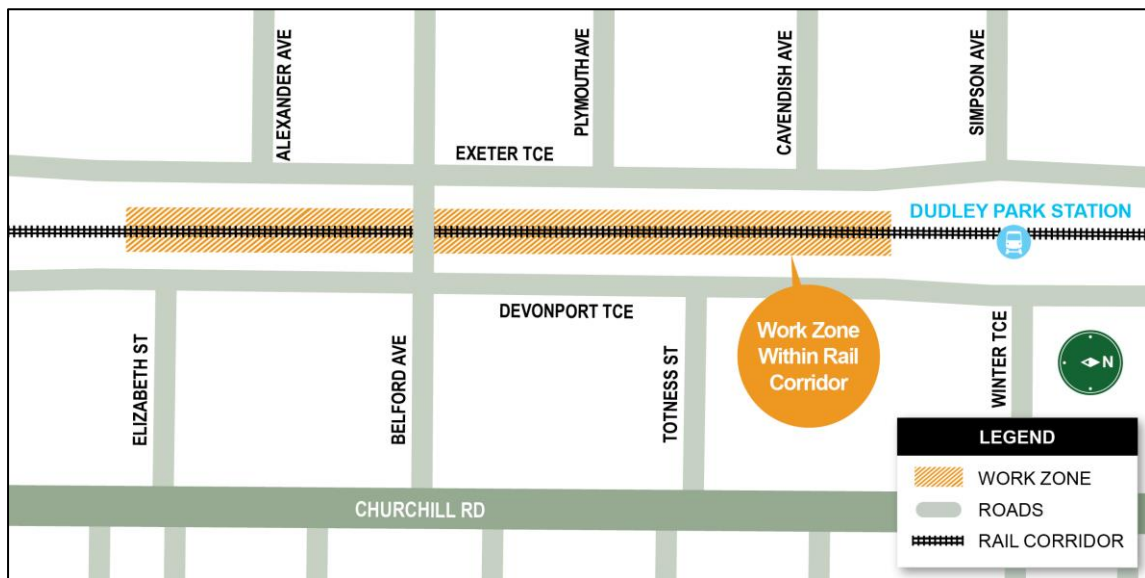 ALEXANDER AVE
PLYMOUTH AVE
CAVENDISH AVE
SIMPSON AVE
EXETER TCE
DUDLEY PARK STATION
DEVONPORT TCE
Work Zone
Within Rail
Corridor
ELIZABETH ST
BELFORD AVE
TOTNESS ST
WINTER TCE
N
CHURCHILL RD
LEGEND
WORK ZONE
ROADS
RAIL CORRIDOR